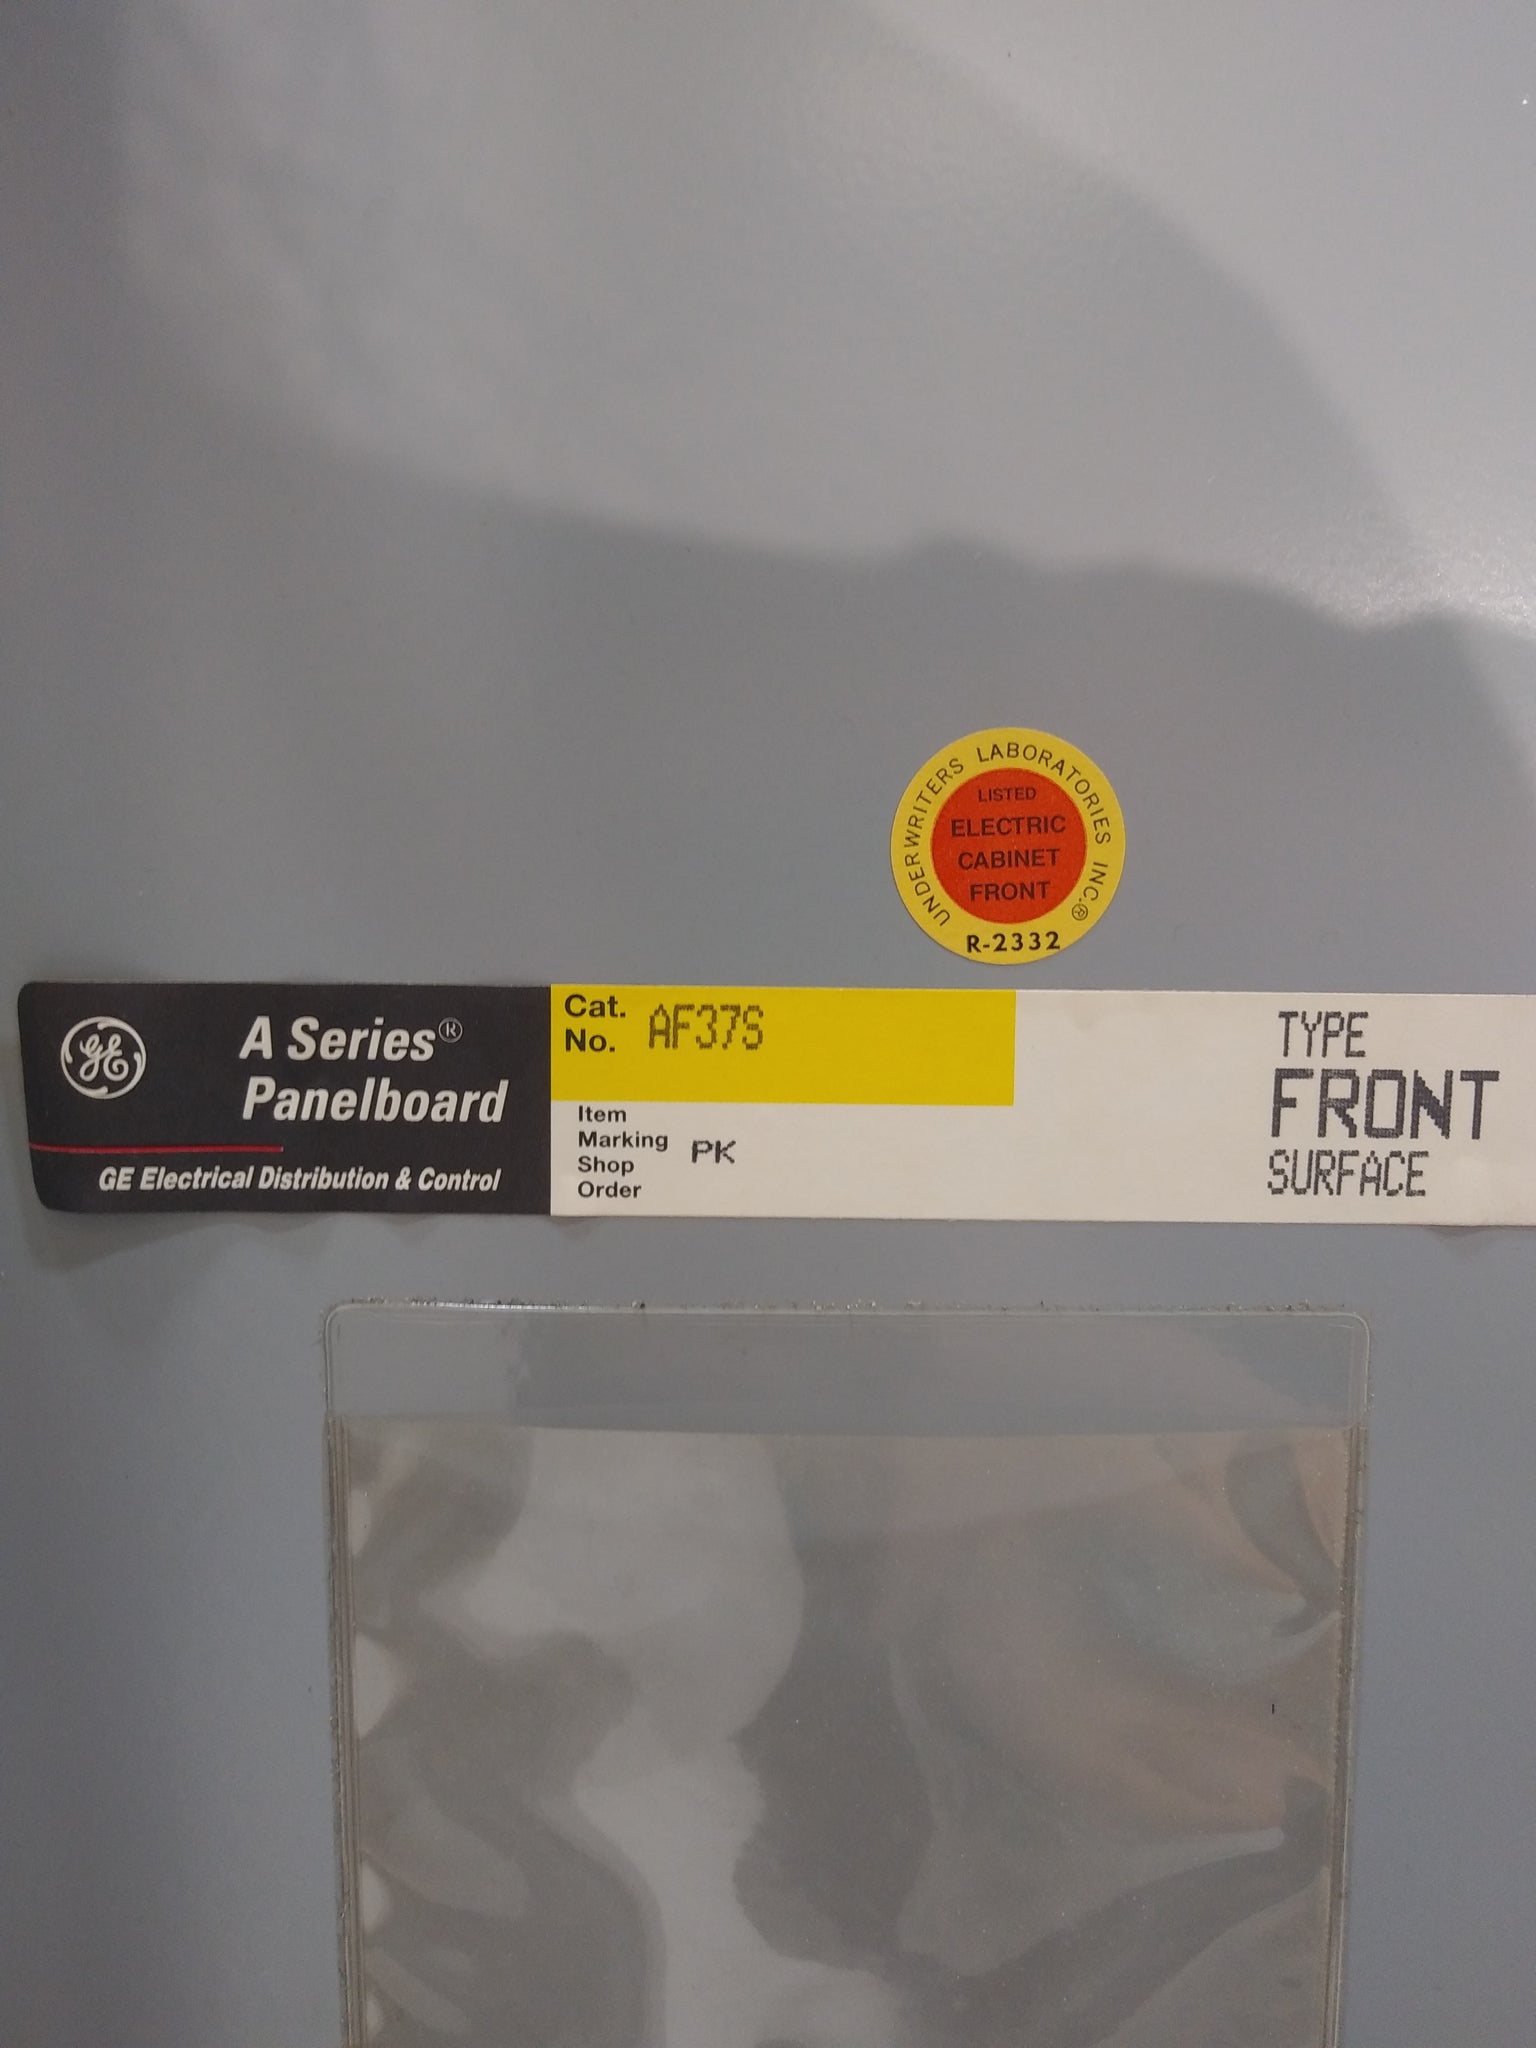 UNDERWRITERS LABORATORIES INC.®
LISTED
ELECTRIC
CABINET
FRONT
R-2332
GE
A Series®
Panelboard
GE Electrical Distribution & Control
Cat.
No. AF37S
Item
Marking PK
Shop
Order
TYPE
FRONT
SURFACE